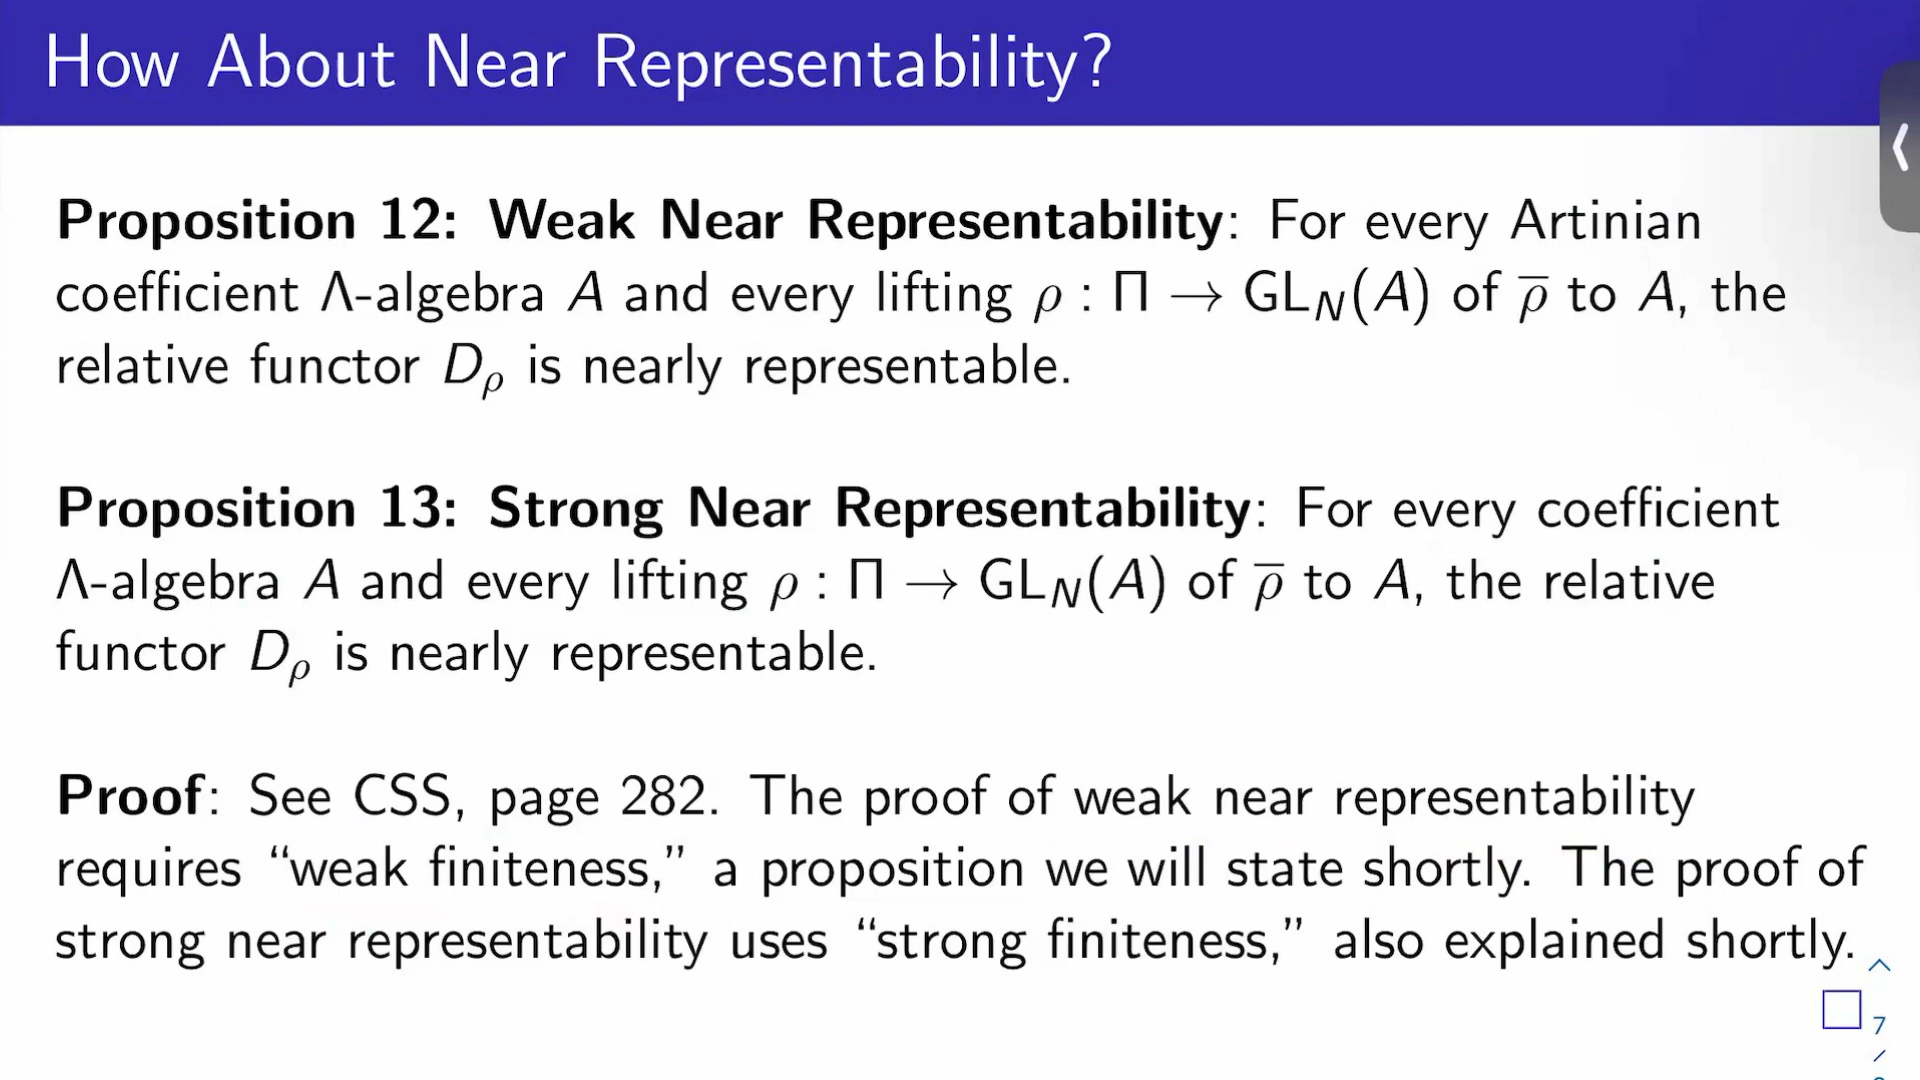 How About Near Representability?
Proposition 12: Weak Near Representability: For every Artinian
coefficient Λ-algebra A and every lifting ρ : Π → GL_N(A) of ρ̅ to A, the
relative functor D_ρ is nearly representable.
Proposition 13: Strong Near Representability: For every coefficient
Λ-algebra A and every lifting ρ : Π → GL_N(A) of ρ̅ to A, the relative
functor D_ρ is nearly representable.
Proof: See CSS, page 282. The proof of weak near representability
requires “weak finiteness,” a proposition we will state shortly. The proof of
strong near representability uses “strong finiteness,” also explained shortly.
7
/